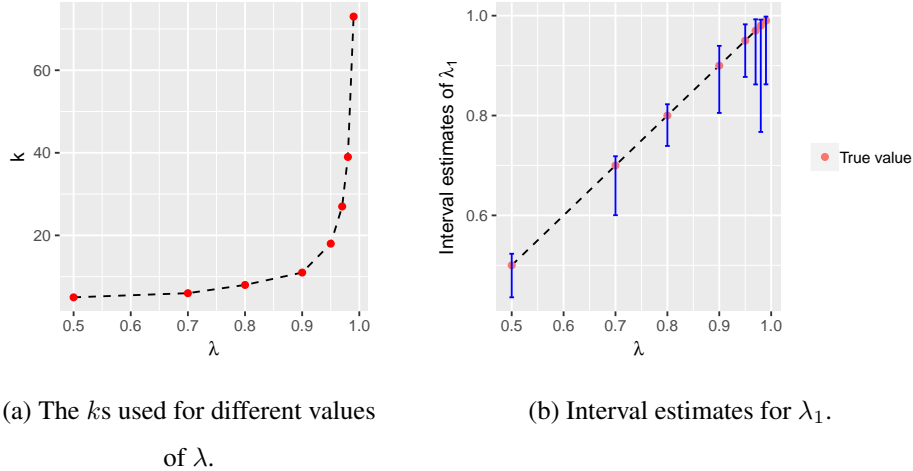 60
40
20
k
0.5 0.6 0.7 0.8 0.9 1.0
λ
1.0
0.8
0.6
Interval estimates of λ1
0.5 0.6 0.7 0.8 0.9 1.0
λ
True value
(a) The ks used for different values
of λ.
(b) Interval estimates for λ1.